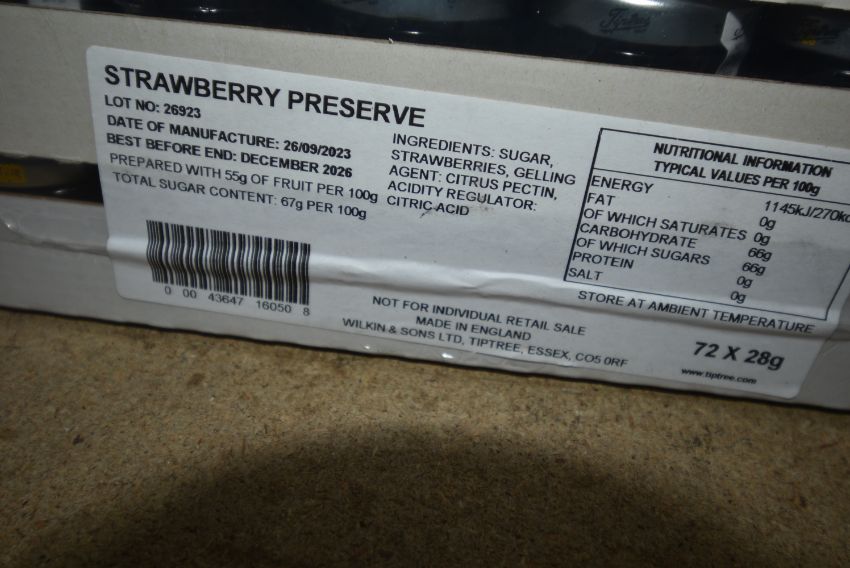 Tiptree
STRAWBERRY PRESERVE
LOT NO: 26923
DATE OF MANUFACTURE: 26/09/2023
BEST BEFORE END: DECEMBER 2026
PREPARED WITH 55g OF FRUIT PER 100g
TOTAL SUGAR CONTENT: 67g PER 100g
INGREDIENTS: SUGAR,
STRAWBERRIES, GELLING
AGENT: CITRUS PECTIN,
ACIDITY REGULATOR:
CITRIC ACID
NUTRITIONAL INFORMATION
TYPICAL VALUES PER 100g
ENERGY 1145kJ/270kc
FAT 0g
OF WHICH SATURATES 0g
CARBOHYDRATE 66g
OF WHICH SUGARS 66g
PROTEIN 0g
SALT 0g
STORE AT AMBIENT TEMPERATURE
0 00 43647 16050 8
NOT FOR INDIVIDUAL RETAIL SALE
MADE IN ENGLAND
WILKIN & SONS LTD, TIPTREE, ESSEX, CO5 0RF
72 X 28g
www.tiptree.com